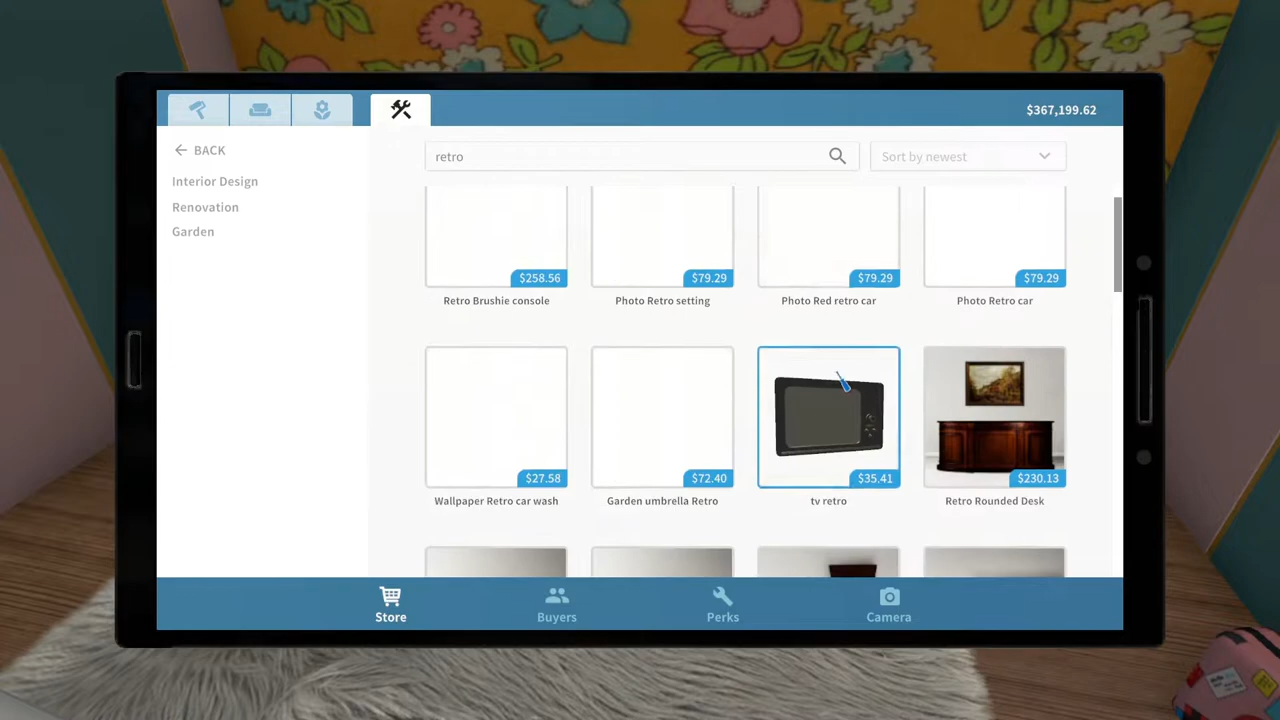 $367,199.62
BACK
Interior Design
Renovation
Garden
retro
Sort by newest
$258.56
$79.29
$79.29
$79.29
Retro Brushie console
Photo Retro setting
Photo Red retro car
Photo Retro car
$27.58
$72.40
$35.41
$230.13
Wallpaper Retro car wash
Garden umbrella Retro
tv retro
Retro Rounded Desk
Store
Buyers
Perks
Camera